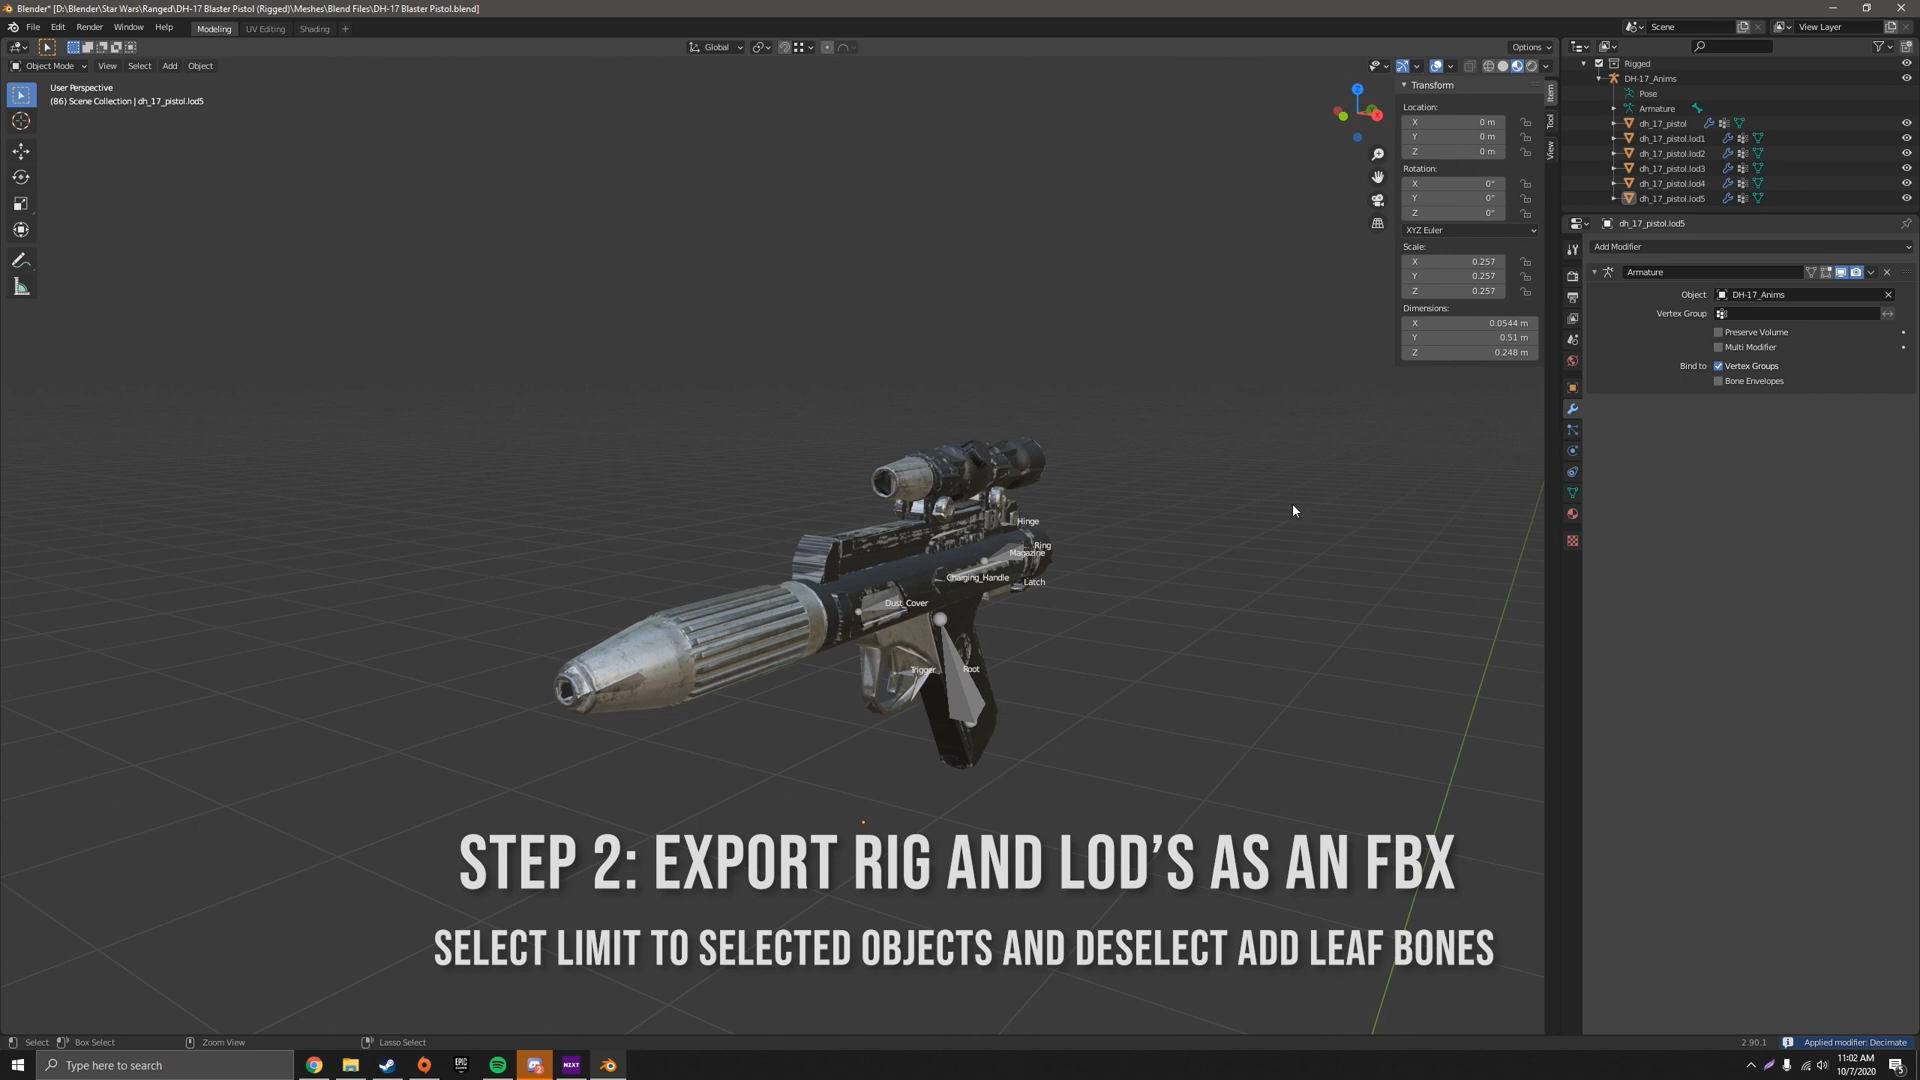 Blender* [D:\Blender\Star Wars\Ranged\DH-17 Blaster Pistol (Rigged)\Meshes\Blend Files\DH-17 Blaster Pistol.blend]
File Edit Render Window Help Modeling UV Editing Shading + Scene View Layer
Global Options
Object Mode View Select Add Object
User Perspective
(86) Scene Collection | dh_17_pistol.lod5
Transform
Location:
X 0 m
Y 0 m
Z 0 m
Rotation:
X 0°
Y 0°
Z 0°
XYZ Euler
Scale:
X 0.257
Y 0.257
Z 0.257
Dimensions:
X 0.0544 m
Y 0.51 m
Z 0.248 m
Item
Tool
View
Z
X
Rigged
DH-17_Anims
Pose
Armature
dh_17_pistol
dh_17_pistol.lod1
dh_17_pistol.lod2
dh_17_pistol.lod3
dh_17_pistol.lod4
dh_17_pistol.lod5
dh_17_pistol.lod5
Add Modifier
Armature
Object DH-17_Anims
Vertex Group
Preserve Volume
Multi Modifier
Bind to Vertex Groups
Bone Envelopes
Hinge
Ring
Magazine
Charging_Handle
Latch
Dust_Cover
Trigger
Root
STEP 2: EXPORT RIG AND LOD'S AS AN FBX
SELECT LIMIT TO SELECTED OBJECTS AND DESELECT ADD LEAF BONES
Select Box Select Zoom View Lasso Select 2.90.1 Applied modifier: Decimate
Type here to search
EPIC
NZXT
11:02 AM
10/7/2020